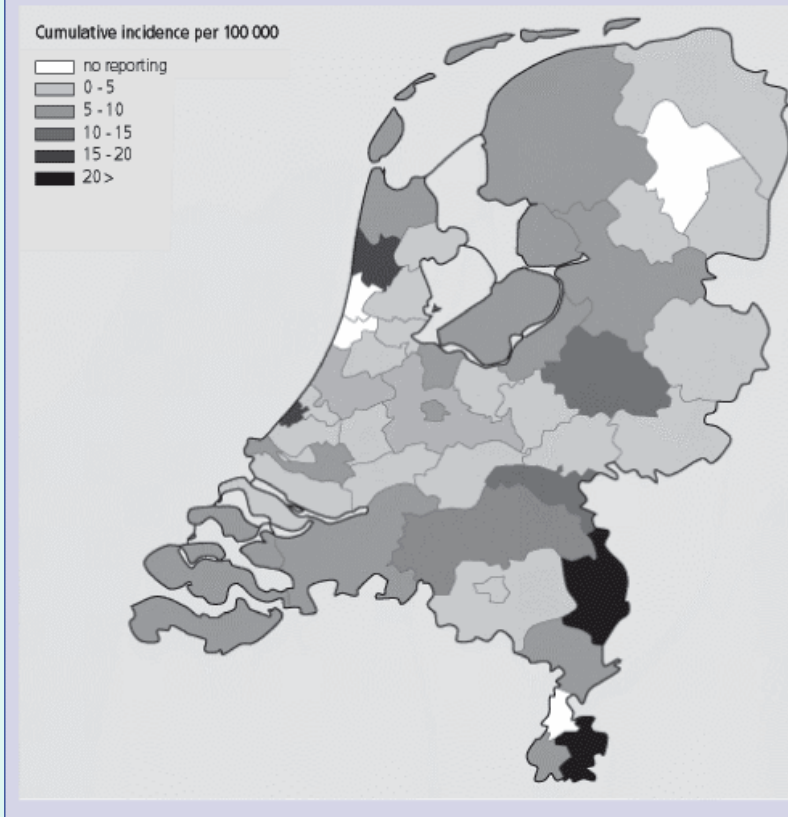 Cumulative incidence per 100 000
no reporting
0 - 5
5 - 10
10 - 15
15 - 20
20 >